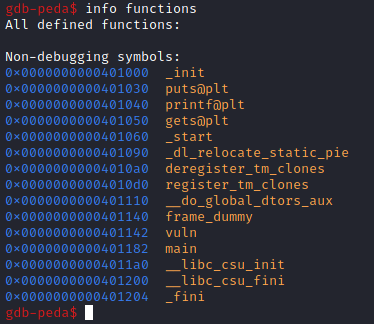 gdb-peda$ info functions
All defined functions:
Non-debugging symbols:
0x0000000000401000  _init
0x0000000000401030  puts@plt
0x0000000000401040  printf@plt
0x0000000000401050  gets@plt
0x0000000000401060  _start
0x0000000000401090  _dl_relocate_static_pie
0x00000000004010a0  deregister_tm_clones
0x00000000004010d0  register_tm_clones
0x0000000000401110  __do_global_dtors_aux
0x0000000000401140  frame_dummy
0x0000000000401142  vuln
0x0000000000401182  main
0x00000000004011a0  __libc_csu_init
0x0000000000401200  __libc_csu_fini
0x0000000000401204  _fini
gdb-peda$